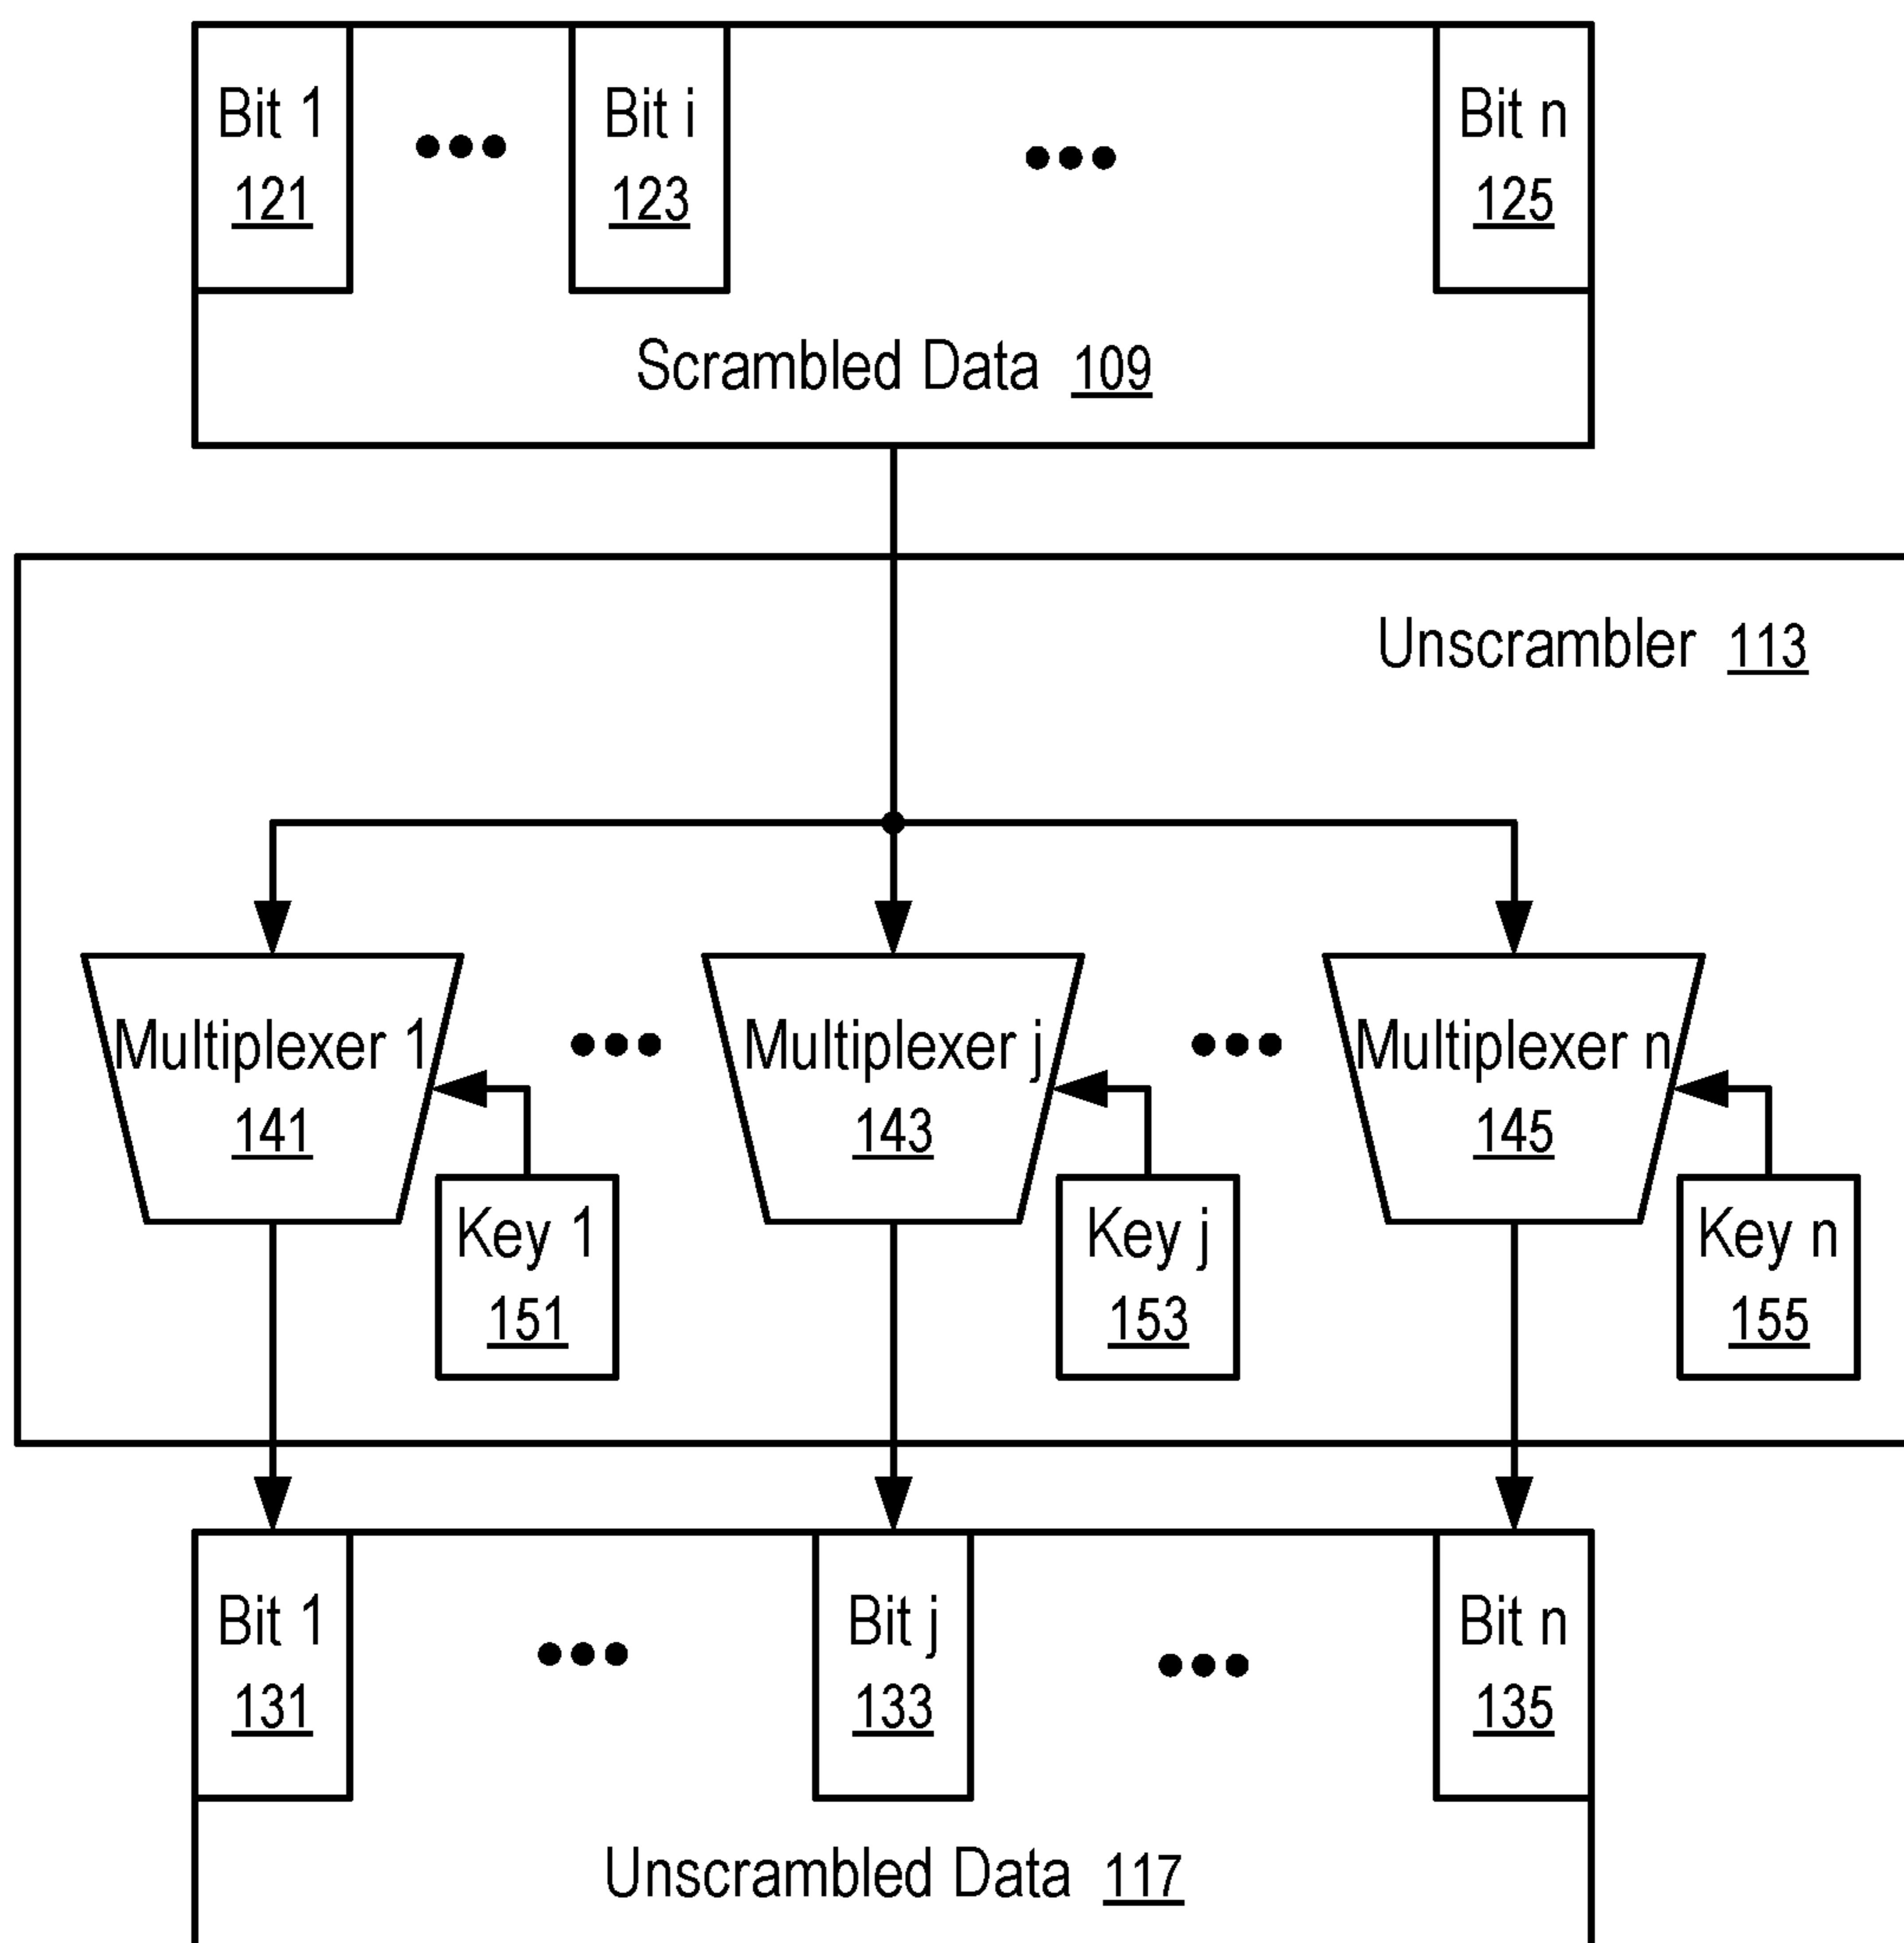 Bit 1
121
Bit i
123
Bit n
125
Scrambled Data 109
Unscrambler 113
Multiplexer 1
141
Multiplexer j
143
Multiplexer n
145
Key 1
151
Key j
153
Key n
155
Bit 1
131
Bit j
133
Bit n
135
Unscrambled Data 117